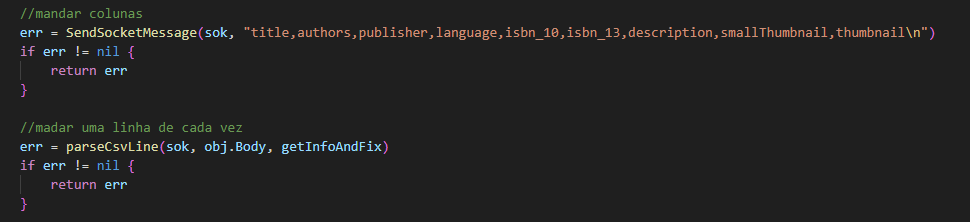 //mandar colunas
err = SendSocketMessage(sok, "title,authors,publisher,language,isbn_10,isbn_13,description,smallThumbnail,thumbnail\n")
if err != nil {
    return err
}

//madar uma linha de cada vez
err = parseCsvLine(sok, obj.Body, getInfoAndFix)
if err != nil {
    return err
}